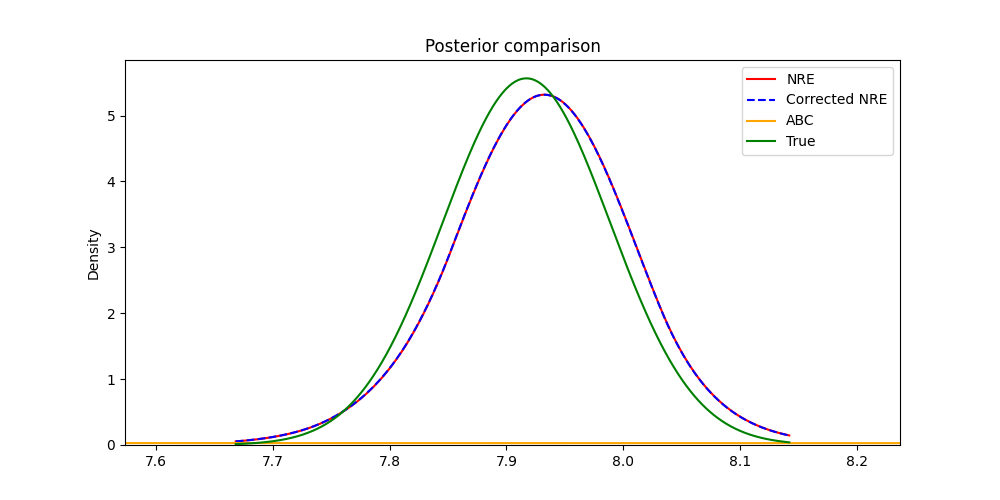 Posterior comparison
NRE
Corrected NRE
ABC
True
Density
5
4
3
2
1
0
7.6 7.7 7.8 7.9 8.0 8.1 8.2